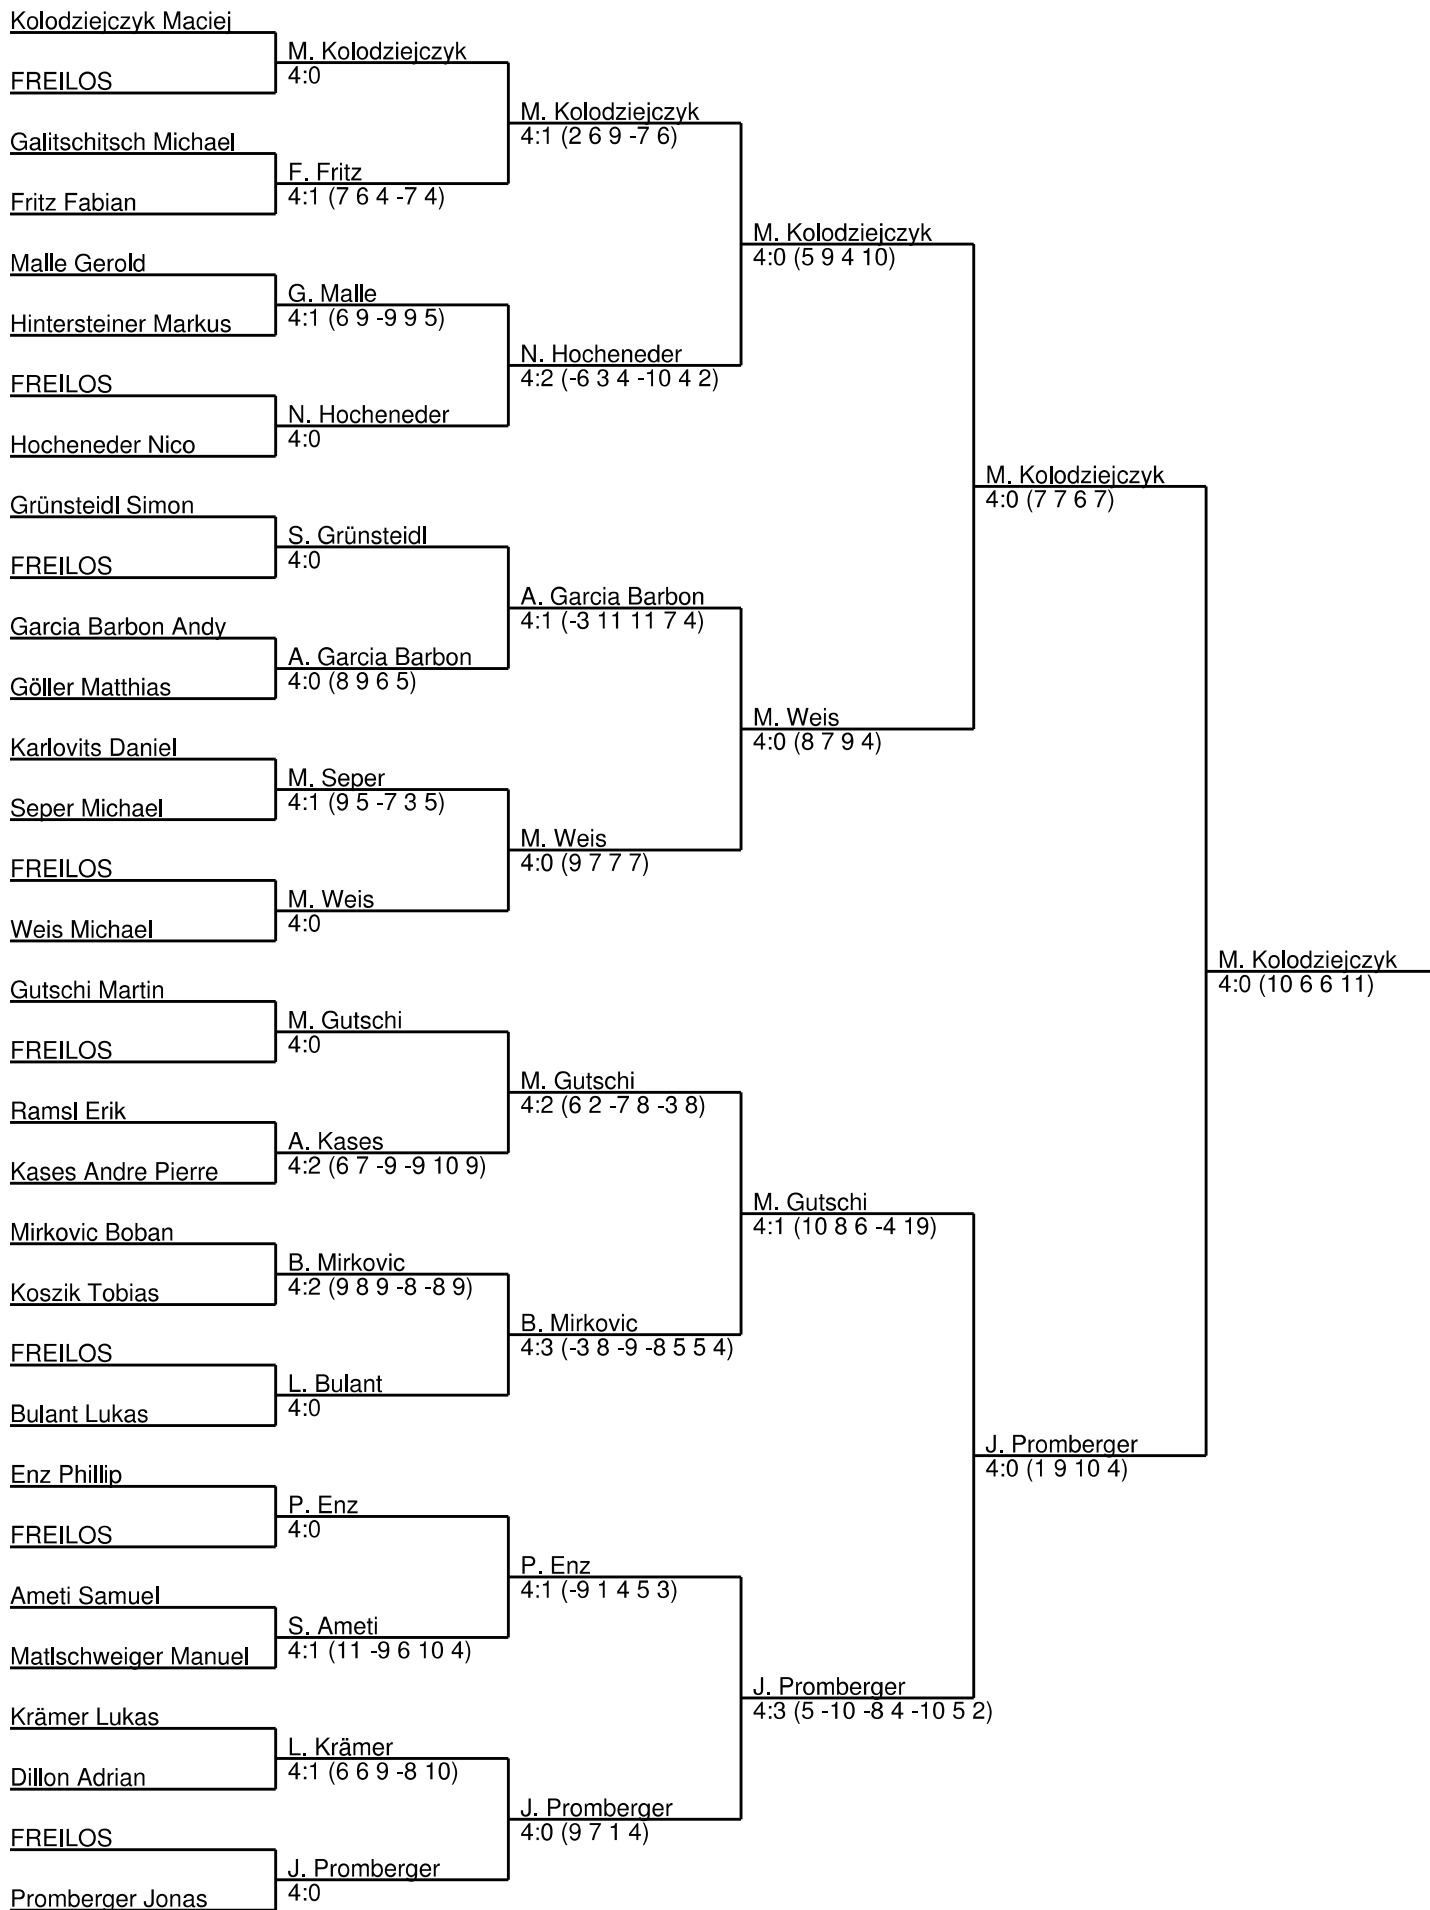 Kolodziejczyk Maciej
FREILOS
Galitschitsch Michael
Fritz Fabian
Malle Gerold
Hintersteiner Markus
FREILOS
Hocheneder Nico
Grünsteidl Simon
FREILOS
Garcia Barbon Andy
Göller Matthias
Karlovits Daniel
Seper Michael
FREILOS
Weis Michael
Gutschi Martin
FREILOS
Ramsl Erik
Kases Andre Pierre
Mirkovic Boban
Koszik Tobias
FREILOS
Bulant Lukas
Enz Phillip
FREILOS
Ameti Samuel
Matlschweiger Manuel
Krämer Lukas
Dillon Adrian
FREILOS
Promberger Jonas
M. Kolodziejczyk
4:0
F. Fritz
4:1 (7 6 4 -7 4)
G. Malle
4:1 (6 9 -9 9 5)
N. Hocheneder
4:0
S. Grünsteidl
4:0
A. Garcia Barbon
4:0 (8 9 6 5)
M. Seper
4:1 (9 5 -7 3 5)
M. Weis
4:0
M. Gutschi
4:0
A. Kases
4:2 (6 7 -9 -9 10 9)
B. Mirkovic
4:2 (9 8 9 -8 -8 9)
L. Bulant
4:0
P. Enz
4:0
S. Ameti
4:1 (11 -9 6 10 4)
L. Krämer
4:1 (6 6 9 -8 10)
J. Promberger
4:0
M. Kolodziejczyk
4:1 (2 6 9 -7 6)
N. Hocheneder
4:2 (-6 3 4 -10 4 2)
A. Garcia Barbon
4:1 (-3 11 11 7 4)
M. Weis
4:0 (9 7 7 7)
M. Gutschi
4:2 (6 2 -7 8 -3 8)
B. Mirkovic
4:3 (-3 8 -9 -8 5 5 4)
P. Enz
4:1 (-9 1 4 5 3)
J. Promberger
4:0 (9 7 1 4)
M. Kolodziejczyk
4:0 (5 9 4 10)
M. Weis
4:0 (8 7 9 4)
M. Gutschi
4:1 (10 8 6 -4 19)
J. Promberger
4:3 (5 -10 -8 4 -10 5 2)
M. Kolodziejczyk
4:0 (7 7 6 7)
J. Promberger
4:0 (1 9 10 4)
M. Kolodziejczyk
4:0 (10 6 6 11)